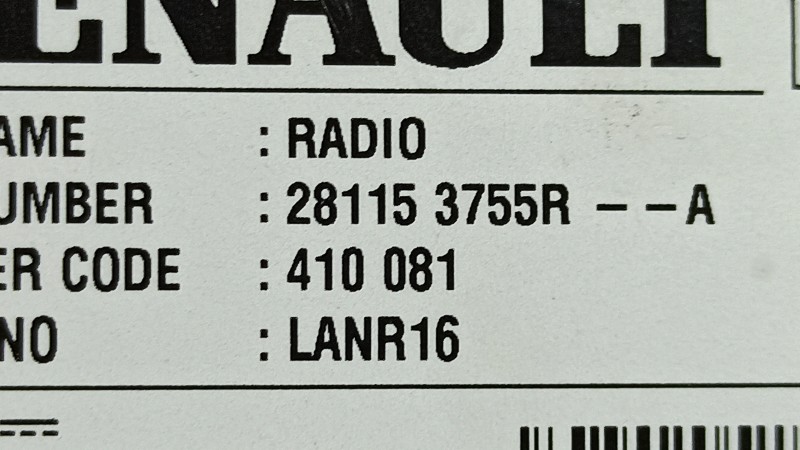 ENAULT
AME : RADIO
UMBER : 28115 3755R – – A
ER CODE : 410 081
NO : LANR16